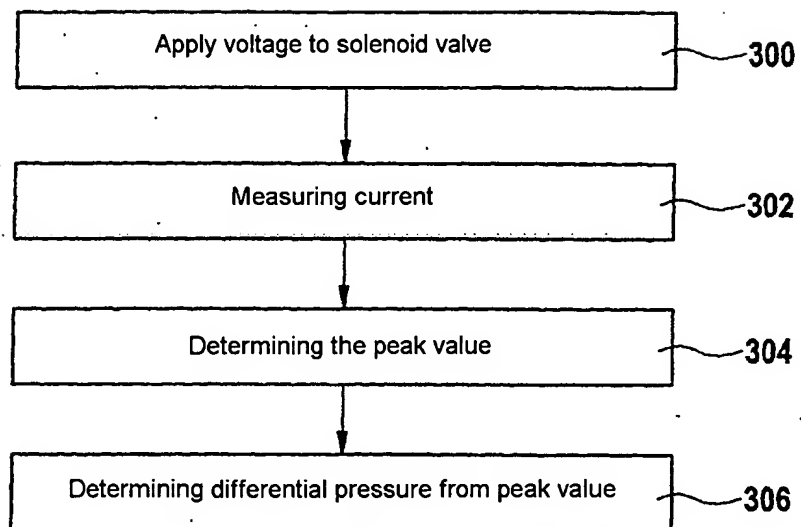 Apply voltage to solenoid valve
300
Measuring current
302
Determining the peak value
304
Determining differential pressure from peak value
306